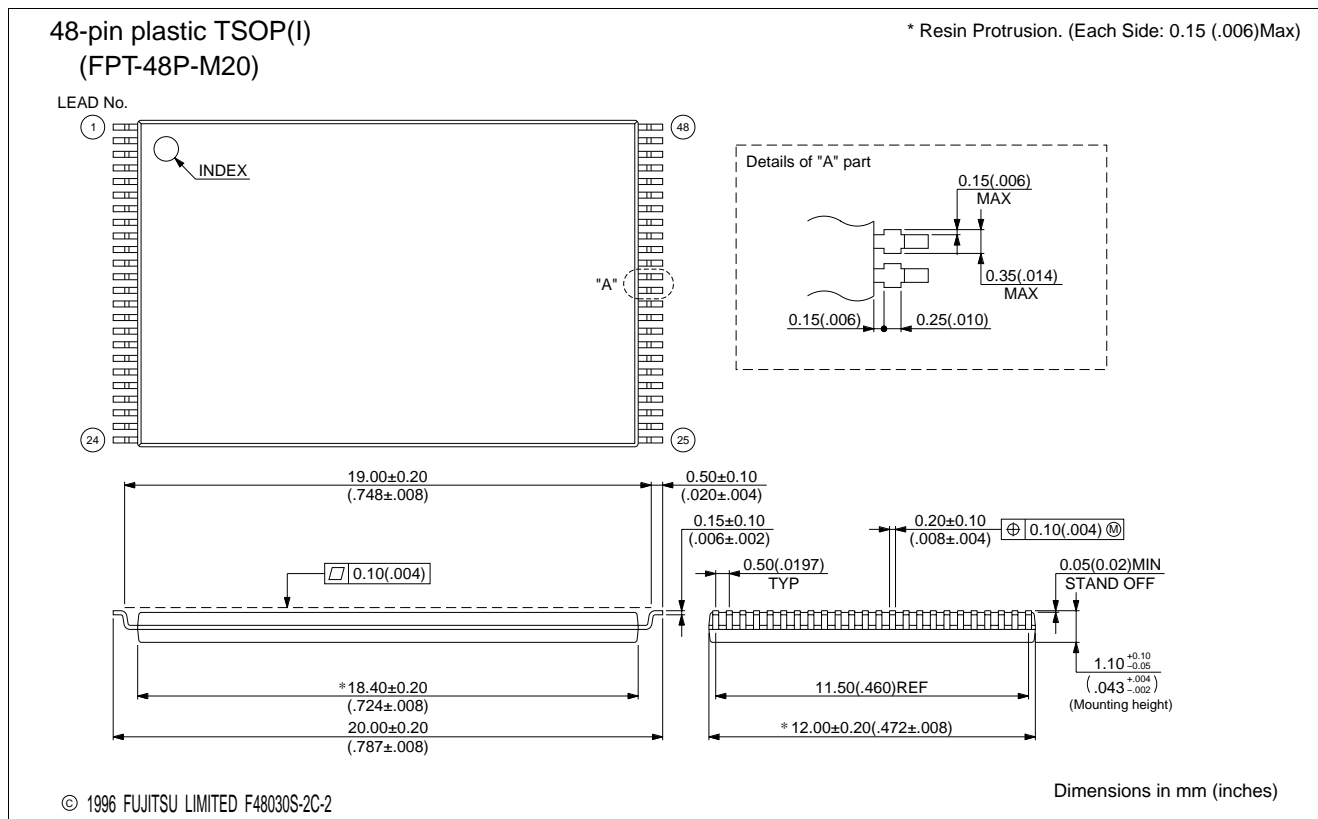 48-pin plastic TSOP(I)
(FPT-48P-M20)
* Resin Protrusion. (Each Side: 0.15 (.006)Max)
LEAD No.
1
48
INDEX
"A"
24
25
Details of "A" part
0.15(.006)
MAX
0.35(.014)
MAX
0.15(.006)
0.25(.010)
19.00±0.20
(.748±.008)
0.50±0.10
(.020±.004)
0.15±0.10
(.006±.002)
0.10(.004)
0.20±0.10
(.008±.004)
⌖ 0.10(.004) Ⓜ
0.50(.0197)
TYP
0.05(0.02)MIN
STAND OFF
1.10 +0.10 -0.05
(.043 +.004 -.002)
(Mounting height)
*18.40±0.20
(.724±.008)
20.00±0.20
(.787±.008)
11.50(.460)REF
*12.00±0.20(.472±.008)
© 1996 FUJITSU LIMITED F48030S-2C-2
Dimensions in mm (inches)